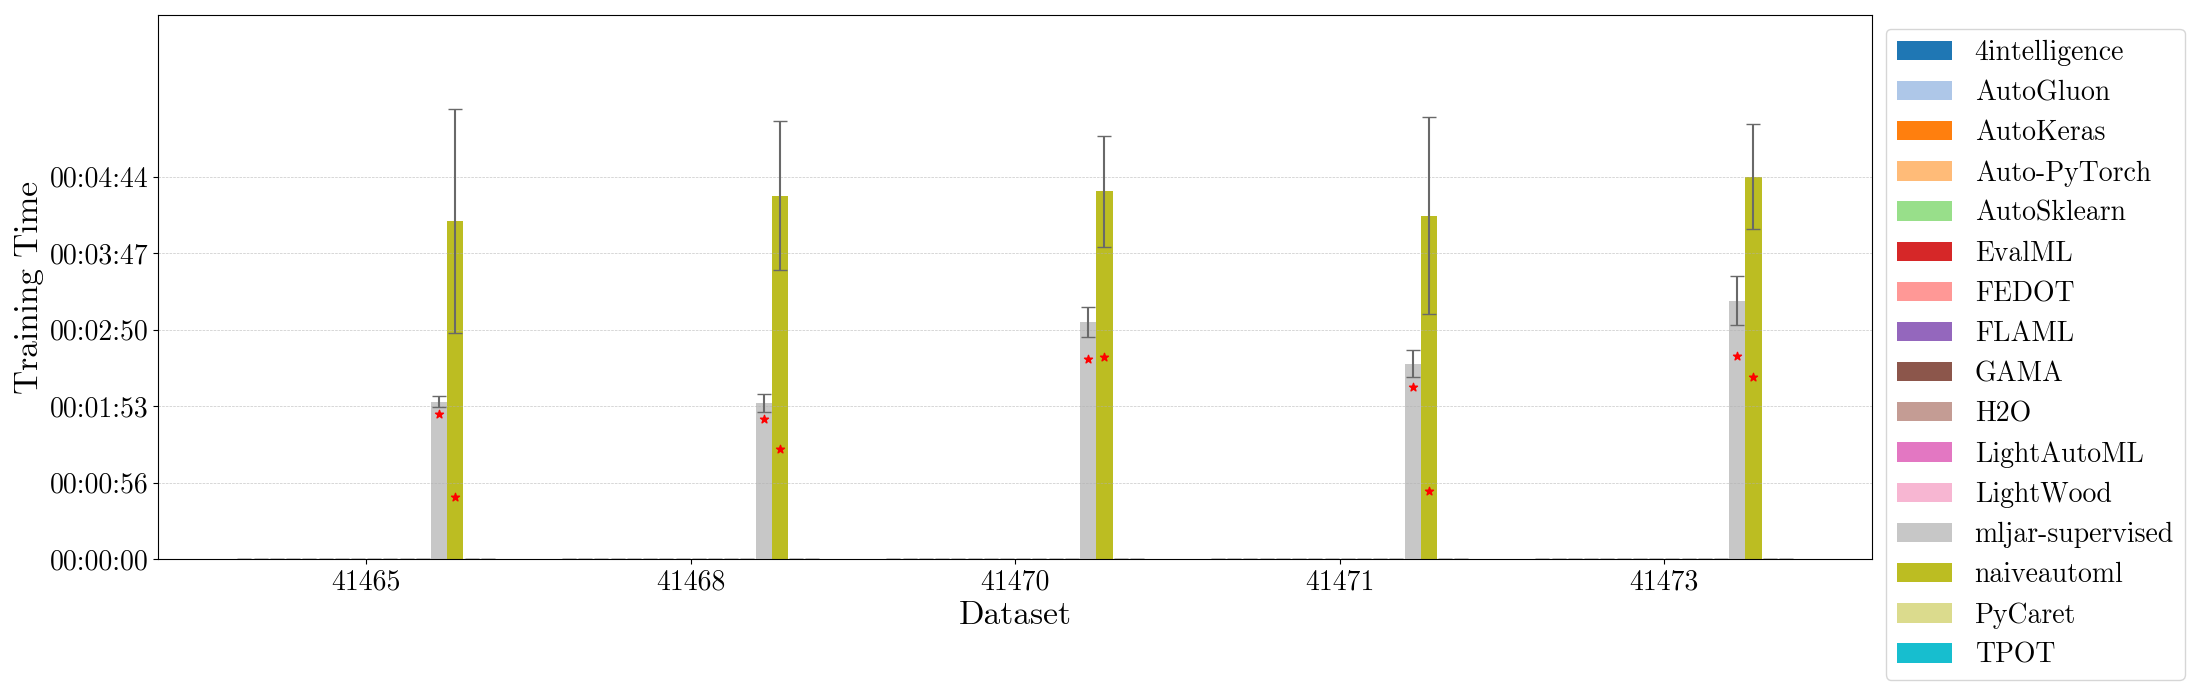 Training Time
00:04:44
00:03:47
00:02:50
00:01:53
00:00:56
00:00:00
41465 41468 41470 41471 41473
Dataset
4intelligence
AutoGluon
AutoKeras
Auto-PyTorch
AutoSklearn
EvalML
FEDOT
FLAML
GAMA
H2O
LightAutoML
LightWood
mljar-supervised
naiveautoml
PyCaret
TPOT